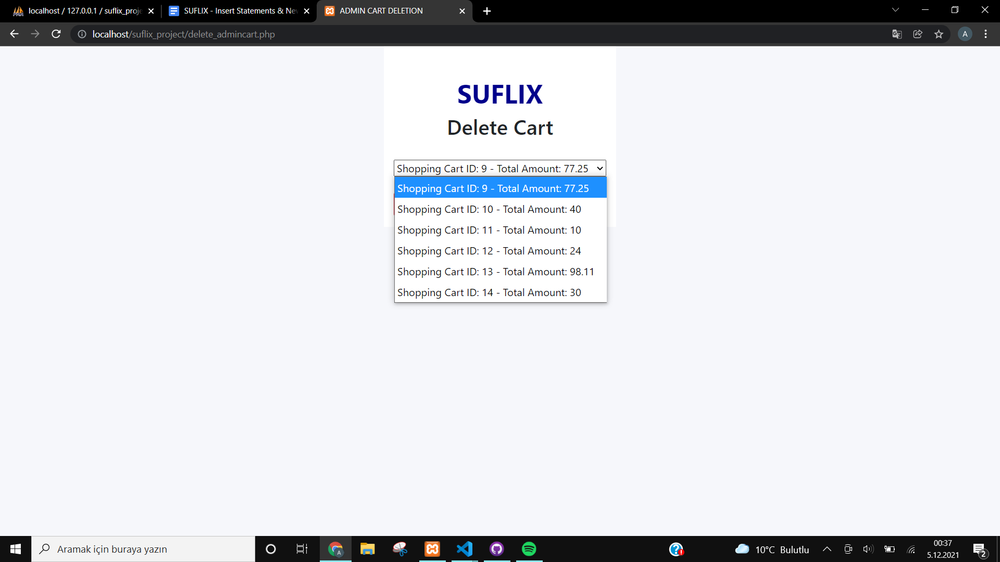 localhost / 127.0.0.1 / suflix_proje
SUFLIX - Insert Statements & Ne
ADMIN CART DELETION
localhost/suflix_project/delete_admincart.php
A
SUFLIX
Delete Cart
Shopping Cart ID: 9 - Total Amount: 77.25
Shopping Cart ID: 9 - Total Amount: 77.25
Shopping Cart ID: 10 - Total Amount: 40
Shopping Cart ID: 11 - Total Amount: 10
Shopping Cart ID: 12 - Total Amount: 24
Shopping Cart ID: 13 - Total Amount: 98.11
Shopping Cart ID: 14 - Total Amount: 30
Aramak için buraya yazın
10°C Bulutlu
00:37
5.12.2021
2